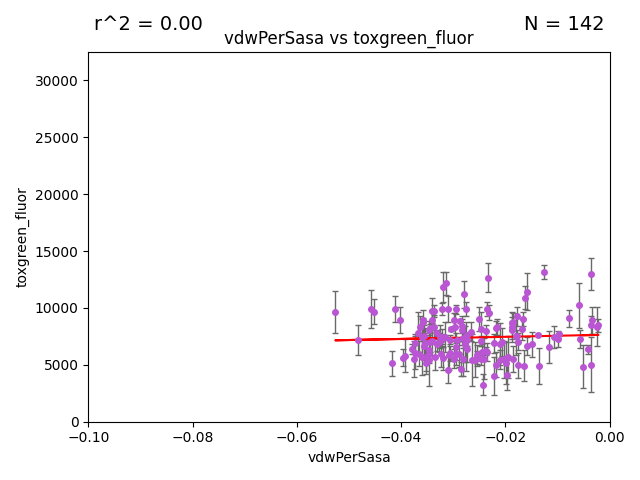 r^2 = 0.00
N = 142
vdwPerSasa vs toxgreen_fluor
30000
25000
20000
15000
10000
5000
0
toxgreen_fluor
−0.10
−0.08
−0.06
−0.04
−0.02
0.00
vdwPerSasa